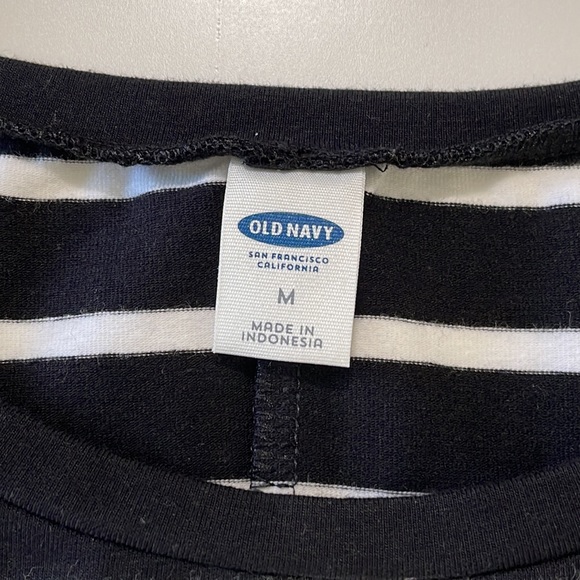 OLD NAVY
SAN FRANCISCO
CALIFORNIA
M
MADE IN
INDONESIA